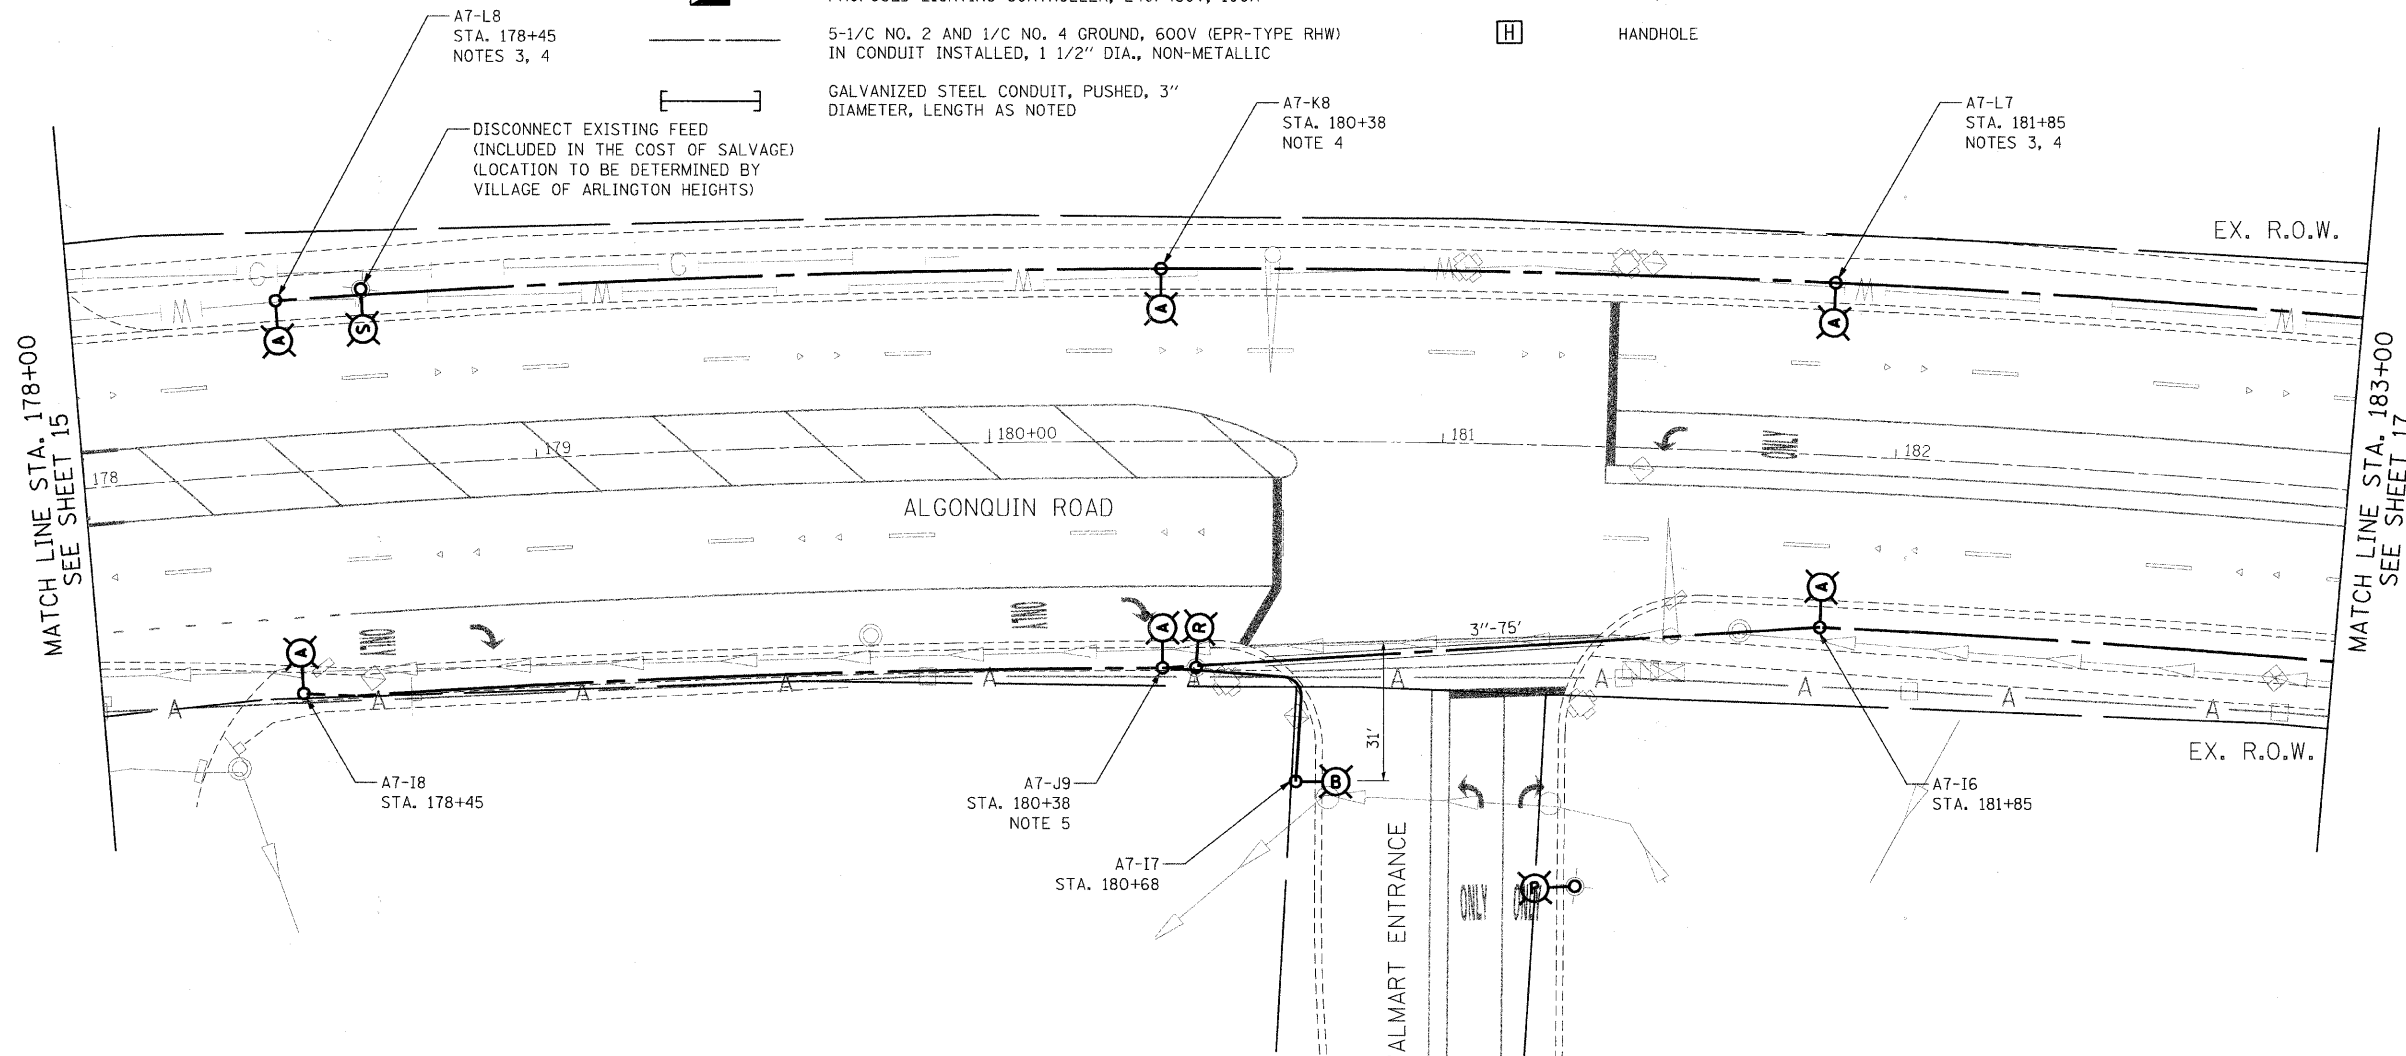 A7-L8
STA. 178+45
NOTES 3, 4
5-1/C NO. 2 AND 1/C NO. 4 GROUND, 600V (EPR-TYPE RHW)
IN CONDUIT INSTALLED, 1 1/2" DIA., NON-METALLIC
H
HANDHOLE
GALVANIZED STEEL CONDUIT, PUSHED, 3"
DIAMETER, LENGTH AS NOTED
DISCONNECT EXISTING FEED
(INCLUDED IN THE COST OF SALVAGE)
(LOCATION TO BE DETERMINED BY
VILLAGE OF ARLINGTON HEIGHTS)
A7-K8
STA. 180+38
NOTE 4
A7-L7
STA. 181+85
NOTES 3, 4
EX. R.O.W.
G
G
M
M
M
M
M
M
A
S
A
A
MATCH LINE STA. 178+00
SEE SHEET 15
MATCH LINE STA. 183+00
SEE SHEET 17
178
179
180+00
181
182
ONLY
ALGONQUIN ROAD
ONLY
ONLY
A
A
R
A
3"-75'
31'
A
A
A
A
A
A
A
A
A
A
A
EX. R.O.W.
A7-I8
STA. 178+45
A7-J9
STA. 180+38
NOTE 5
B
A7-I6
STA. 181+85
A7-I7
STA. 180+68
ALMART ENTRANCE
ONLY
ONLY
P